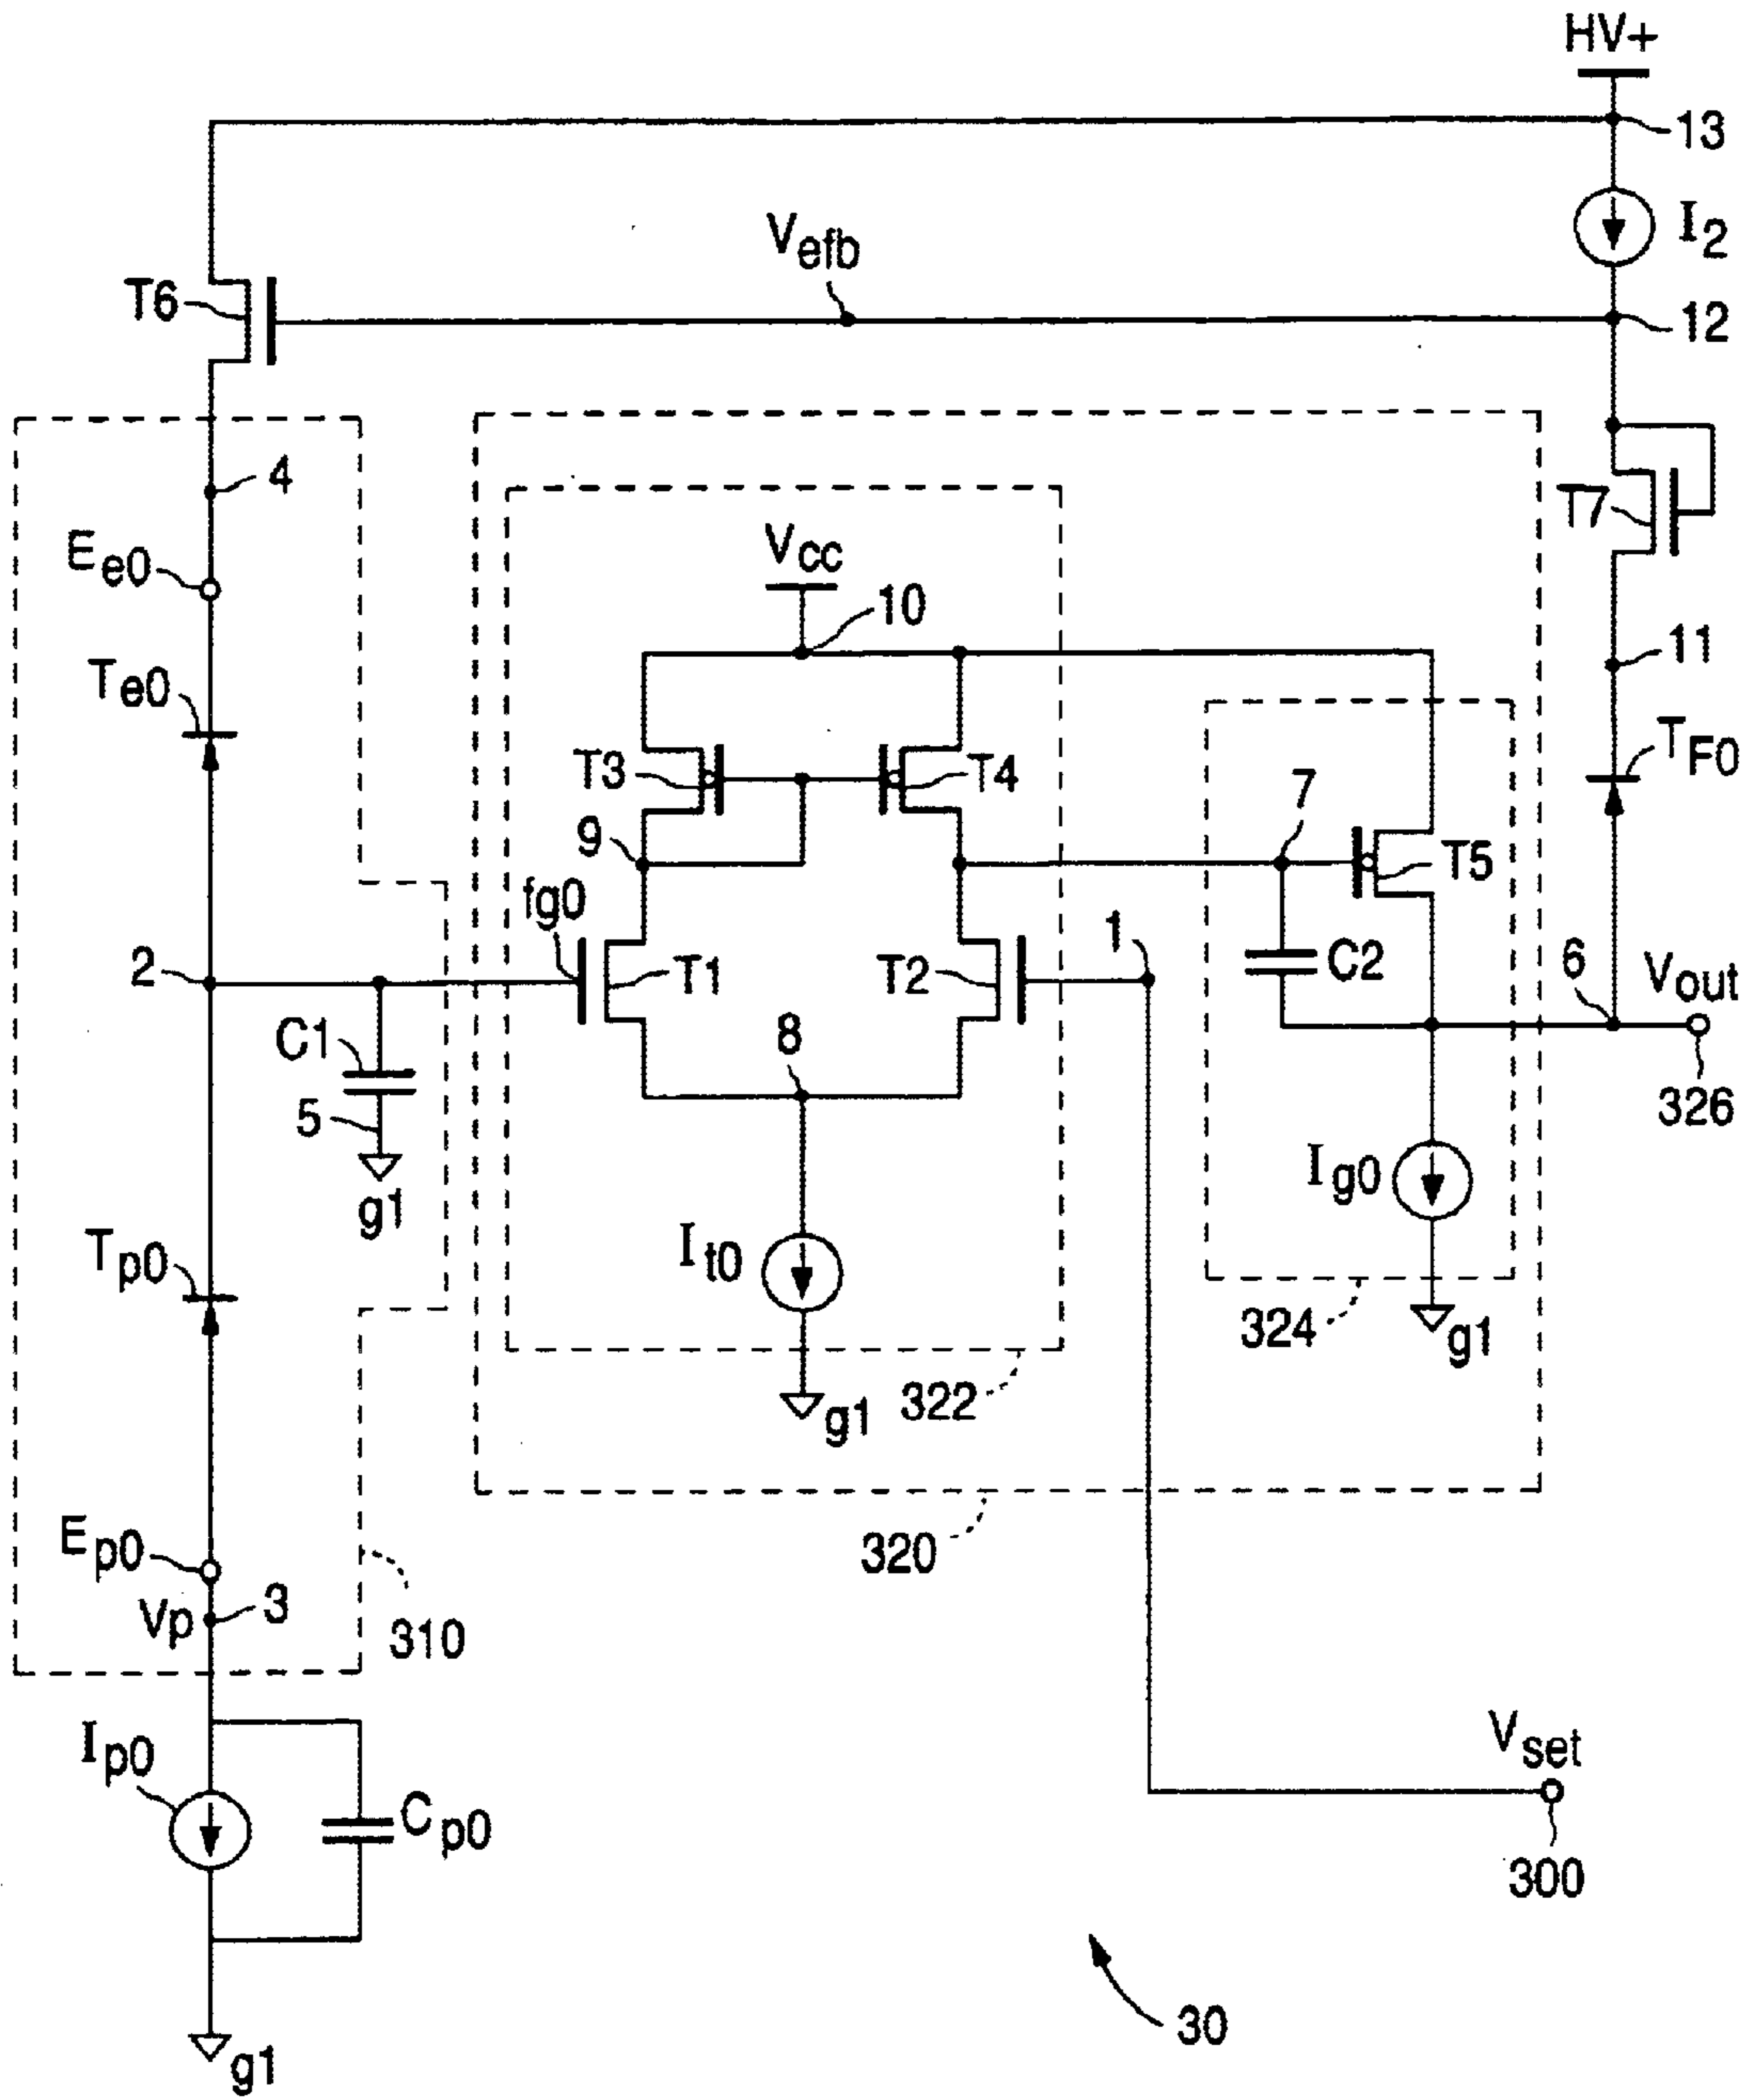 HV+
13
I2
Vefb
T6
12
4
T7
Ee0
Vcc
10
11
Te0
TF0
T3
T4
7
9
T5
fg0
1
2
T1
T2
C2
6
Vout
C1
8
5
326
g1
Ig0
Tp0
It0
324
g1
322
g1
Ep0
320
Vp
3
310
Ip0
Vset
Cp0
300
30
g1